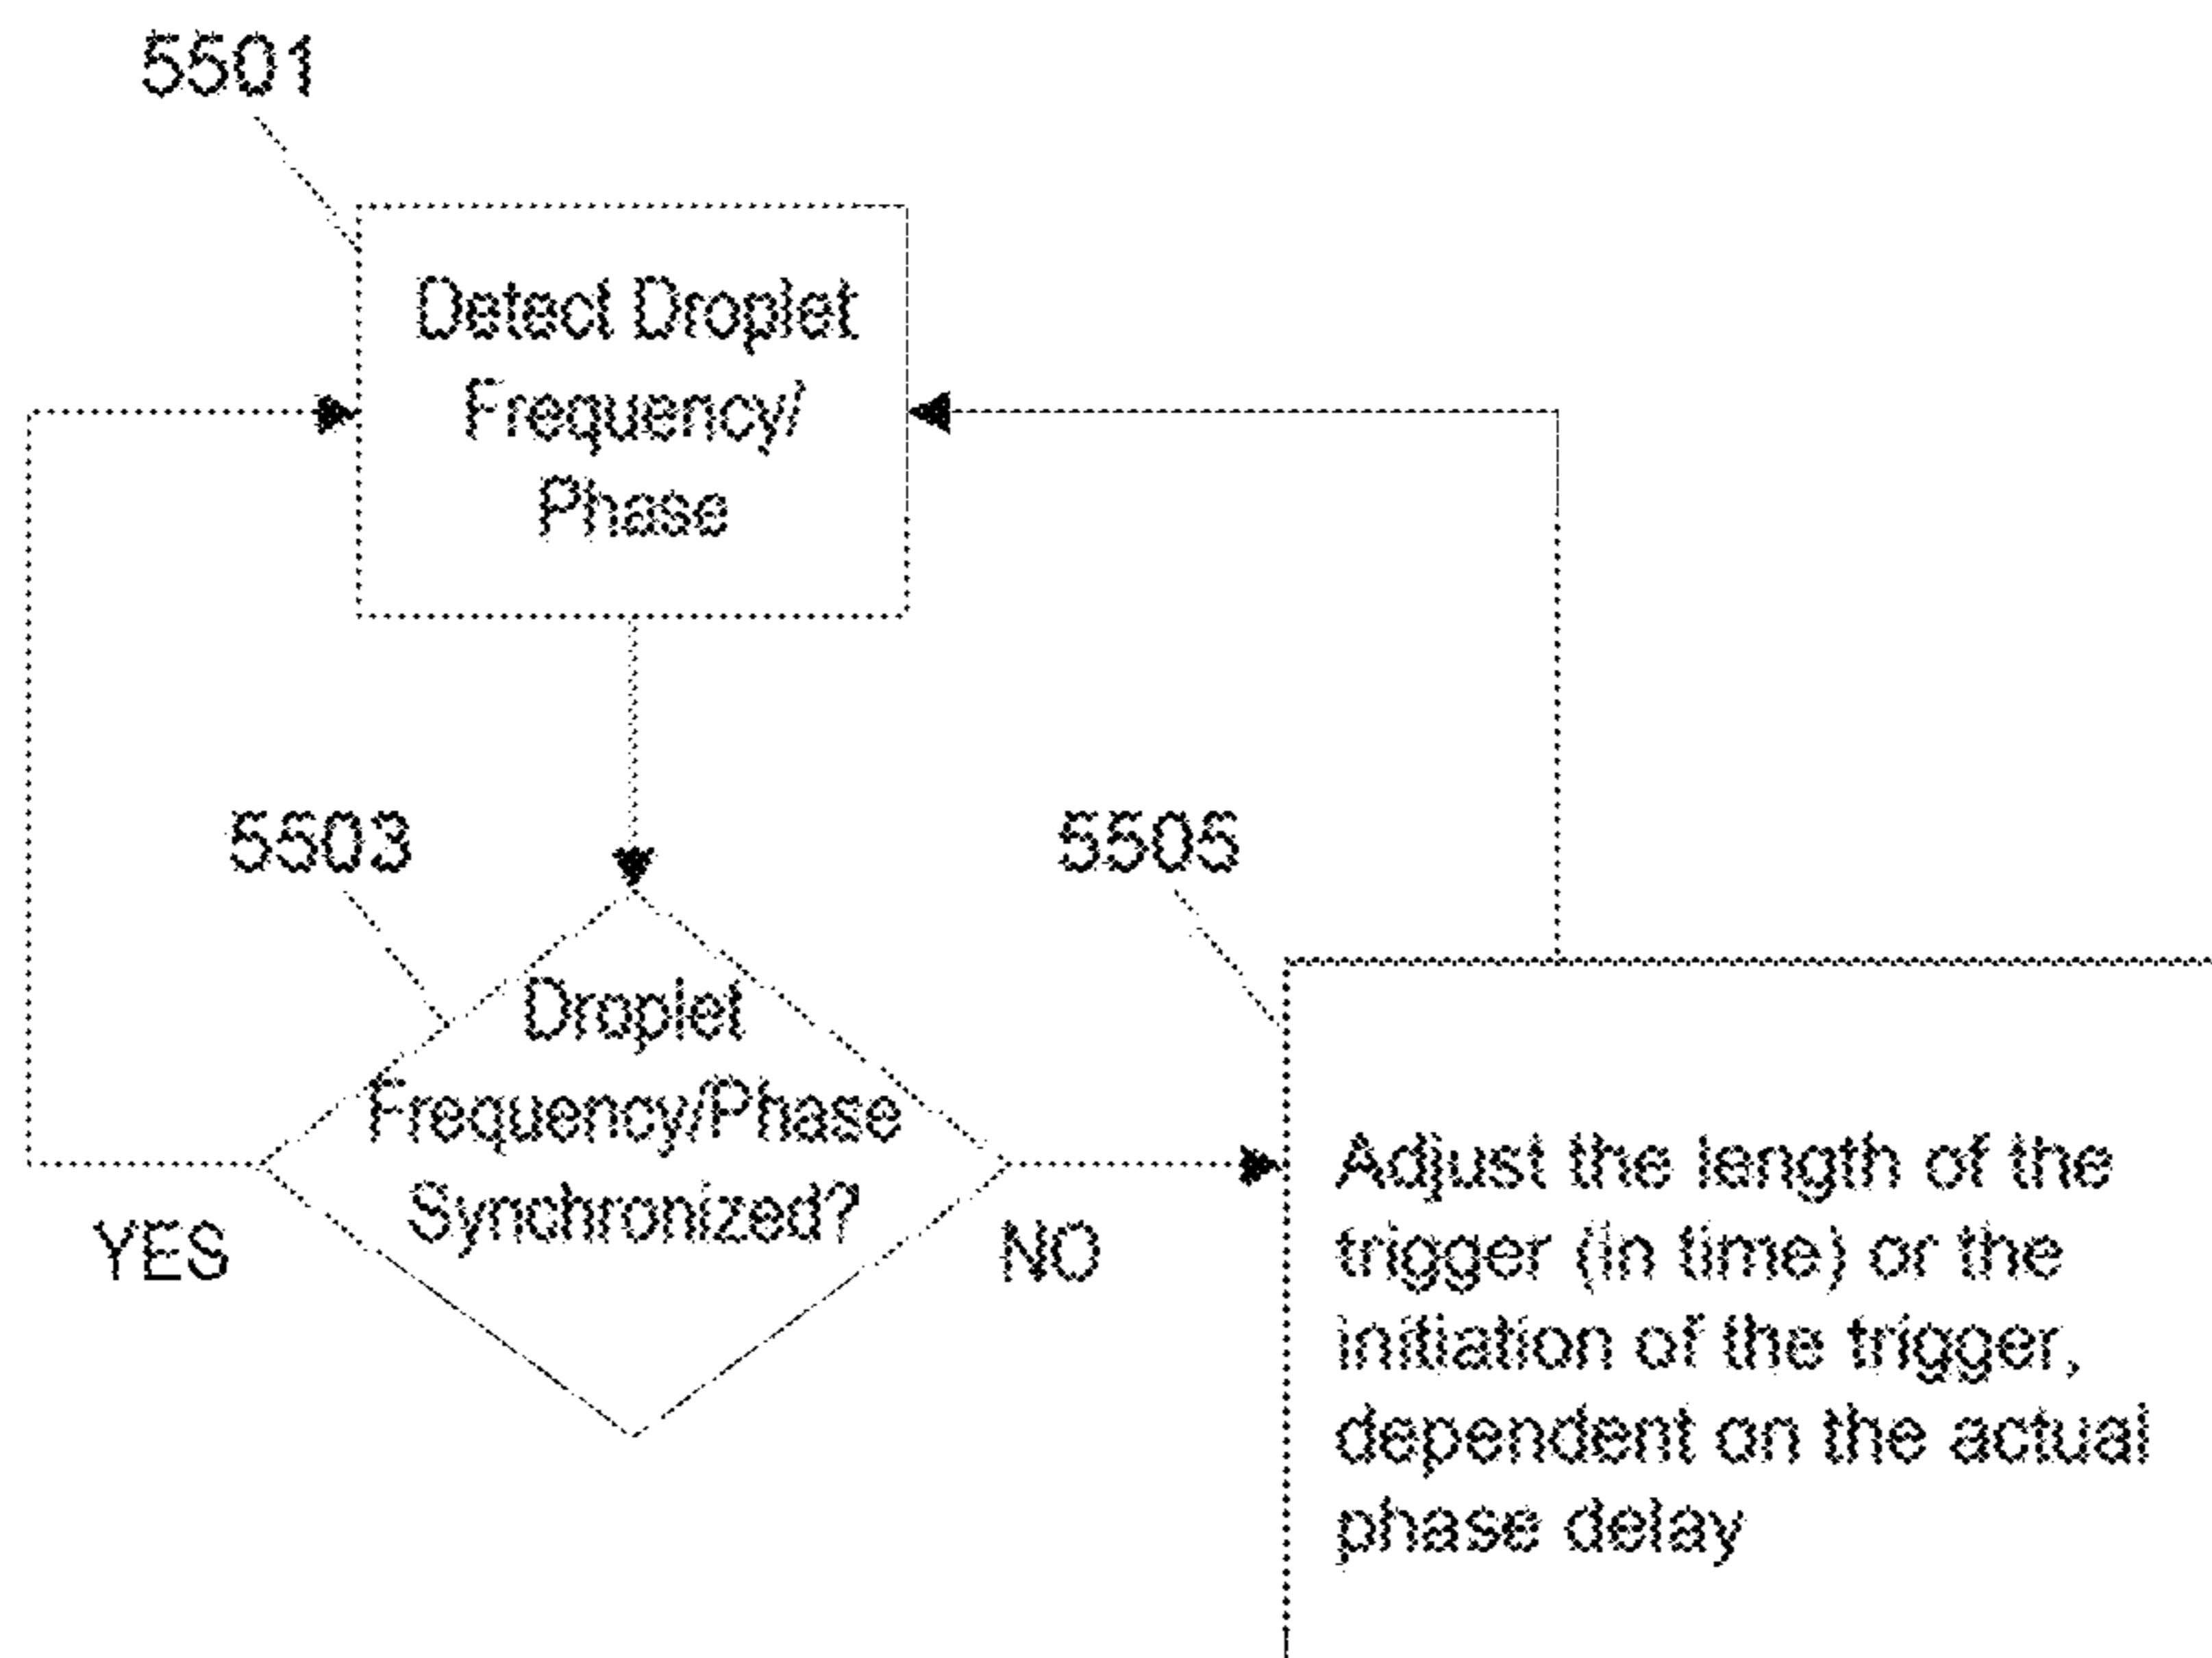 5501
Detect Droplet
Frequency/
Phase
5503
5505
Droplet
Frequency/Phase
Synchronized?
YES
NO
Adjust the length of the
trigger (in time) or the
initiation of the trigger,
dependent on the actual
phase delay